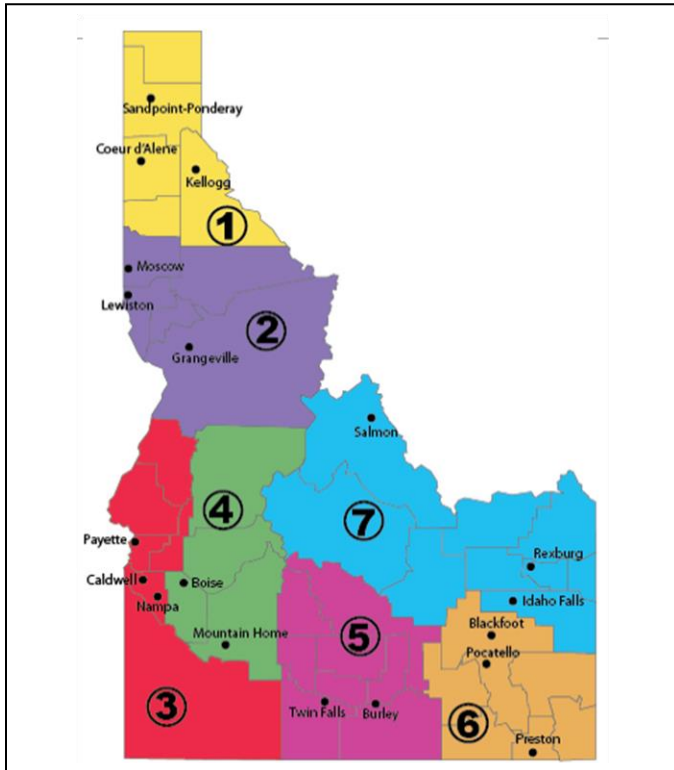 Sandpoint-Ponderay
Coeur d'Alene
Kellogg
1
Moscow
Lewiston
2
Grangeville
Salmon
4
7
Payette
Rexburg
Caldwell
Boise
Nampa
Idaho Falls
Blackfoot
Mountain Home
5
Pocatello
3
Twin Falls
Burley
6
Preston